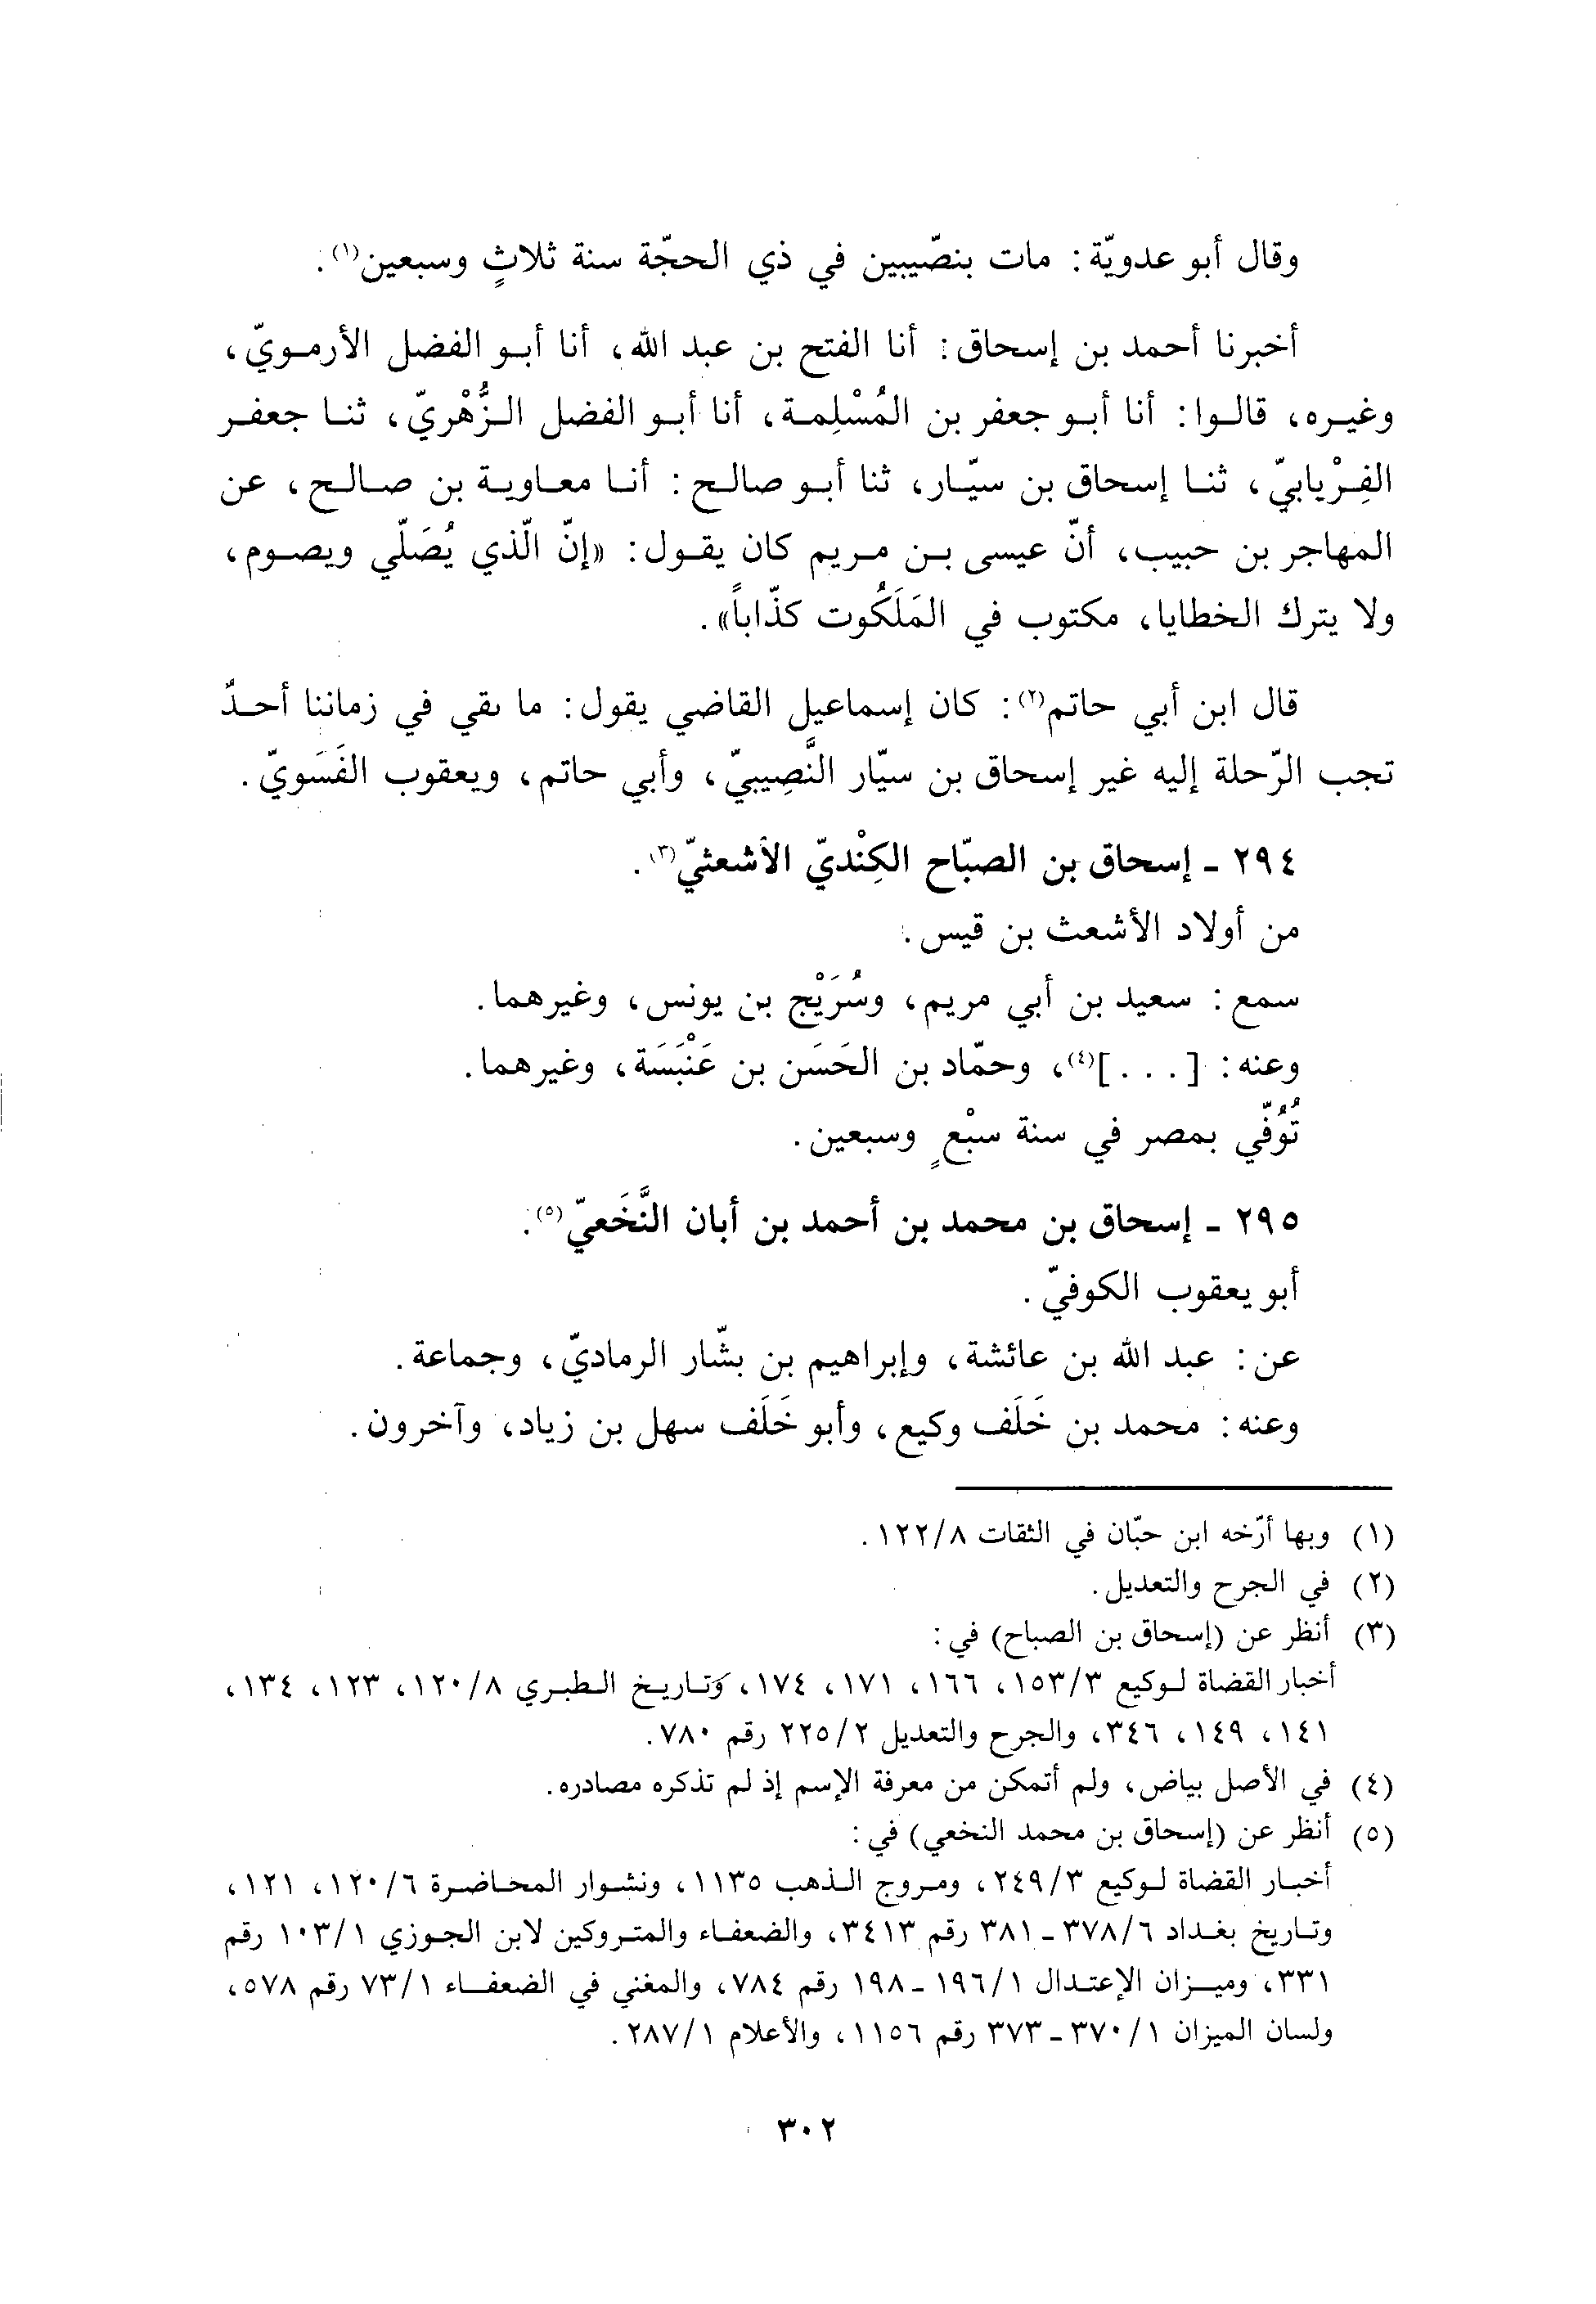 وقال أبو عدويّة: مات بنصّيبين في ذي الحجّة سنة ثلاثٍ وسبعين(١).
أخبرنا أحمد بن إسحاق: أنا الفتح بن عبد الله، أنا أبو الفضل الأرمويّ،
وغيره، قالوا: أنا أبو جعفر بن المُسْلِمة، أنا أبو الفضل الزُّهْريّ، ثنا جعفر
الفِرْيابيّ، ثنا إسحاق بن سيّار، ثنا أبو صالح: أنا معاوية بن صالح، عن
المهاجر بن حبيب، أنّ عيسى بن مريم كان يقول: «إنّ الّذي يُصَلّي ويصوم،
ولا يترك الخطايا، مكتوب في المَلَكُوت كذّاباً».
قال ابن أبي حاتم(٢): كان إسماعيل القاضي يقول: ما بقي في زماننا أحدٌ
تجب الرّحلة إليه غير إسحاق بن سيّار النَّصِيبيّ، وأبي حاتم، ويعقوب الفَسَويّ.
٢٩٤ - إسحاق بن الصبّاح الكِنْديّ الأشعثيّ(٣).
من أولاد الأشعث بن قيس.
سمع: سعيد بن أبي مريم، وسُرَيْج بن يونس، وغيرهما.
وعنه: [...](٤)، وحمّاد بن الحَسَن بن عَنْبَسَة، وغيرهما.
تُوُفّي بمصر في سنة سبْعٍ وسبعين.
٢٩٥ - إسحاق بن محمد بن أحمد بن أبان النَّخَعيّ(٥).
أبو يعقوب الكوفيّ.
عن: عبد الله بن عائشة، وإبراهيم بن بشّار الرماديّ، وجماعة.
وعنه: محمد بن خَلَف وكيع، وأبو خَلَف سهل بن زياد، وآخرون.
(١) وبها أرّخه ابن حبّان في الثقات ١٢٢/٨.
(٢) في الجرح والتعديل.
(٣) أنظر عن (إسحاق بن الصباح) في:
أخبار القضاة لوكيع ١٥٣/٣، ١٦٦، ١٧١، ١٧٤، وتاريخ الطبري ١٢٠/٨، ١٢٣، ١٣٤،
١٤١، ١٤٩، ٣٤٦، والجرح والتعديل ٢٢٥/٢ رقم ٧٨٠.
(٤) في الأصل بياض، ولم أتمكن من معرفة الإسم إذ لم تذكره مصادره.
(٥) أنظر عن (إسحاق بن محمد النخعي) في:
أخبار القضاة لوكيع ٢٤٩/٣، ومروج الذهب ١١٣٥، ونشوار المحاضرة ١٢٠/٦، ١٢١،
وتاريخ بغداد ٣٧٨/٦ - ٣٨١ رقم ٣٤١٣، والضعفاء والمتروكين لابن الجوزي ١٠٣/١ رقم
٣٣١، وميزان الإعتدال ١٩٦/١ - ١٩٨ رقم ٧٨٤، والمغني في الضعفاء ٧٣/١ رقم ٥٧٨،
ولسان الميزان ٣٧٠/١ - ٣٧٣ رقم ١١٥٦، والأعلام ٢٨٧/١.
٣٠٢